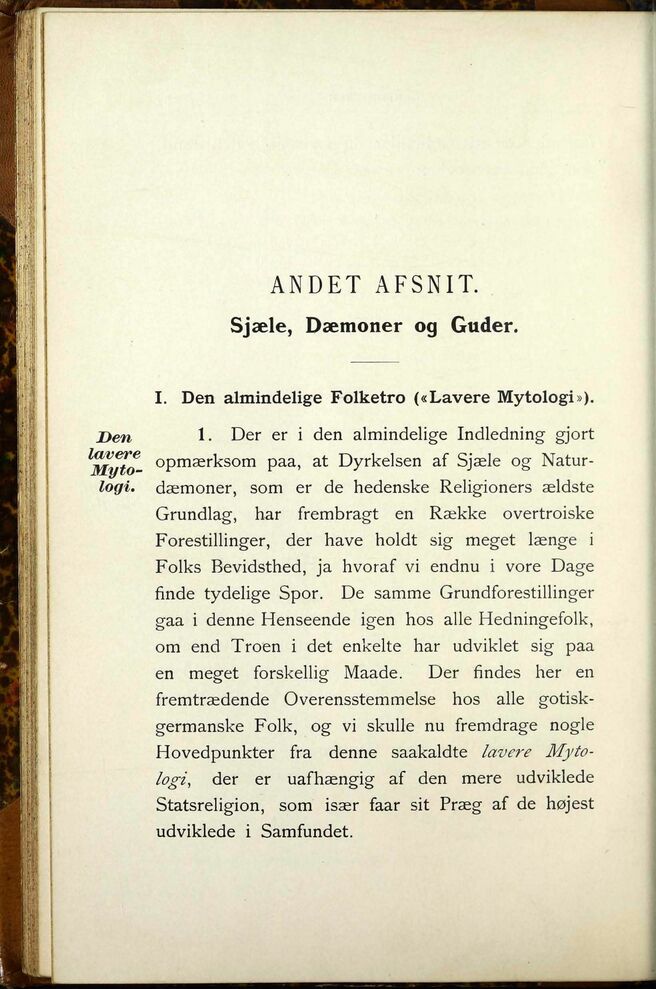 ANDET AFSNIT.
Sjæle, Dæmoner og Guder.
I. Den almindelige Folketro («Lavere Mytologi»).
Den
lavere
Myto-
logi.
1. Der er i den almindelige Indledning gjort
opmærksom paa, at Dyrkelsen af Sjæle og Natur-
dæmoner, som er de hedenske Religioners ældste
Grundlag, har frembragt en Række overtroiske
Forestillinger, der have holdt sig meget længe i
Folks Bevidsthed, ja hvoraf vi endnu i vore Dage
finde tydelige Spor. De samme Grundforestillinger
gaa i denne Henseende igen hos alle Hedningefolk,
om end Troen i det enkelte har udviklet sig paa
en meget forskellig Maade. Der findes her en
fremtrædende Overensstemmelse hos alle gotisk-
germanske Folk, og vi skulle nu fremdrage nogle
Hovedpunkter fra denne saakaldte lavere Myto-
logi, der er uafhængig af den mere udviklede
Statsreligion, som især faar sit Præg af de højest
udviklede i Samfundet.